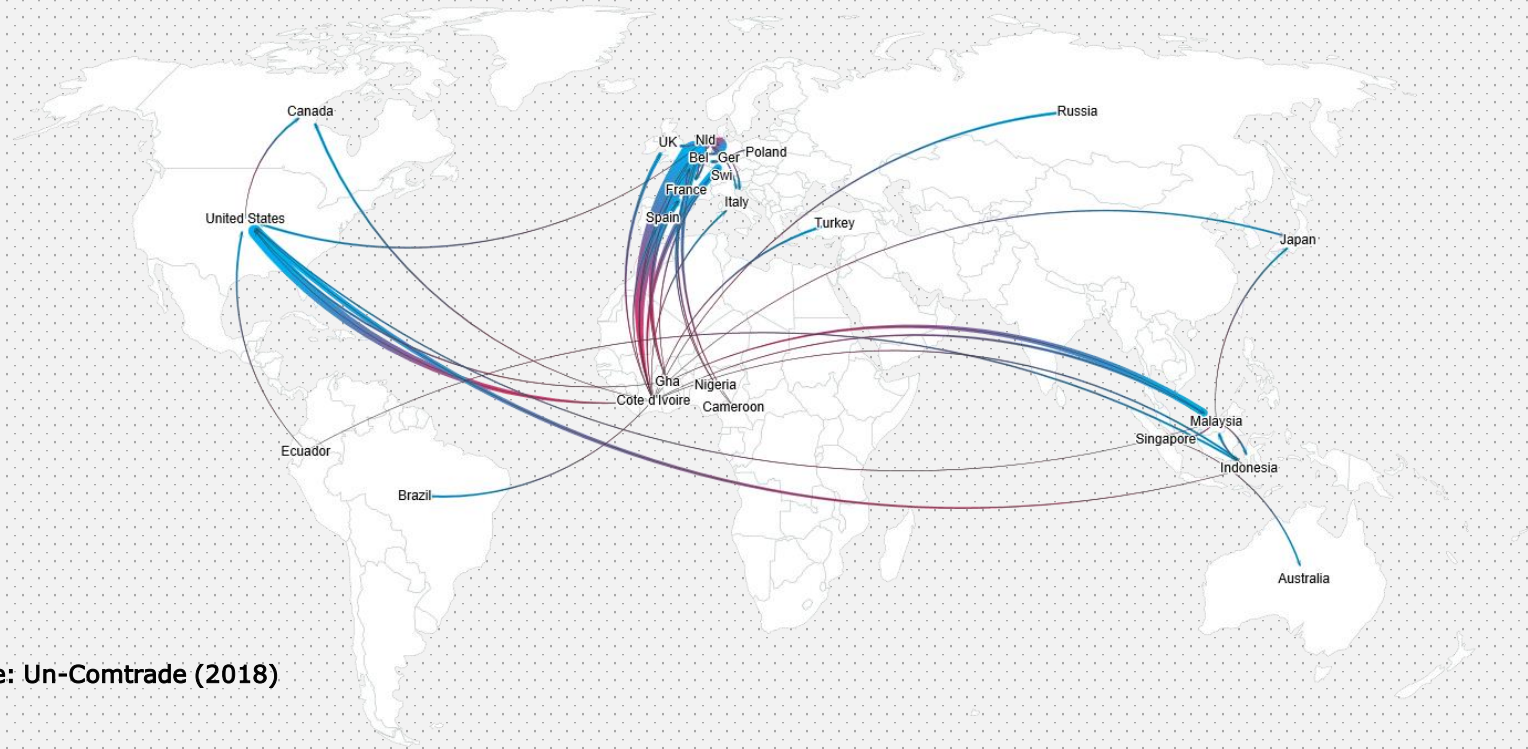 Canada
Russia
UK
Nld
Bel
Ger
Poland
Swi
France
Italy
United States
Spain
Turkey
Japan
Gha
Nigeria
Cote d'Ivoire
Cameroon
Malaysia
Singapore
Ecuador
Indonesia
Brazil
Australia
e: Un-Comtrade (2018)